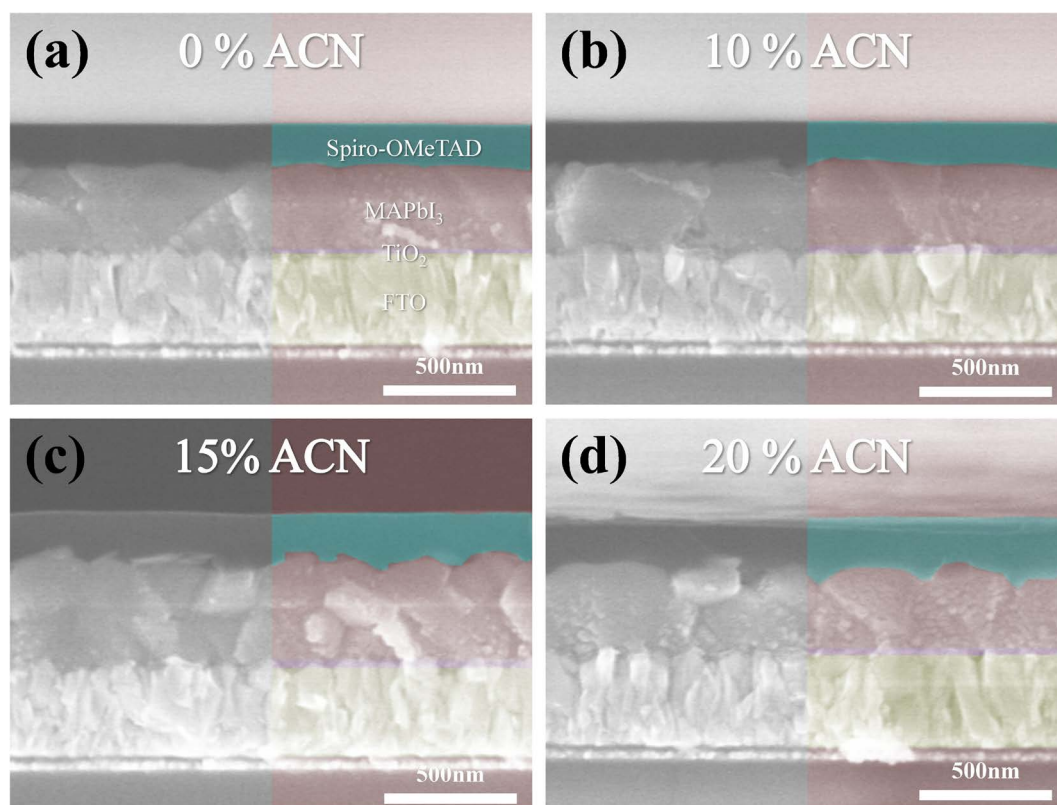 (a) 0 % ACN
Spiro-OMeTAD
MAPbI₃
TiO₂
FTO
500nm
(b) 10 % ACN
500nm
(c) 15% ACN
500nm
(d) 20 % ACN
500nm